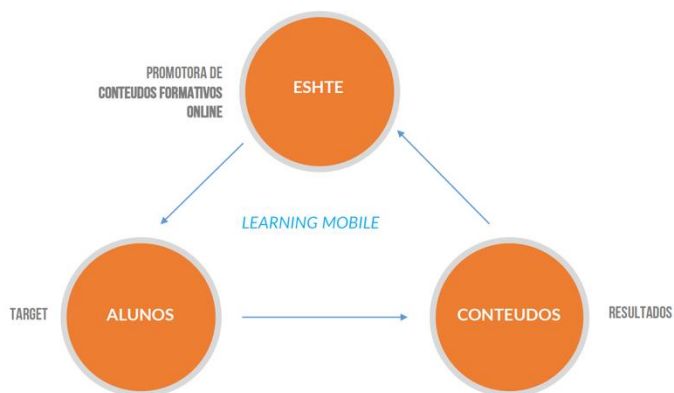 PROMOTORA DE
CONTEUDOS FORMATIVOS
ONLINE
ESHTE
LEARNING MOBILE
TARGET
ALUNOS
CONTEUDOS
RESULTADOS